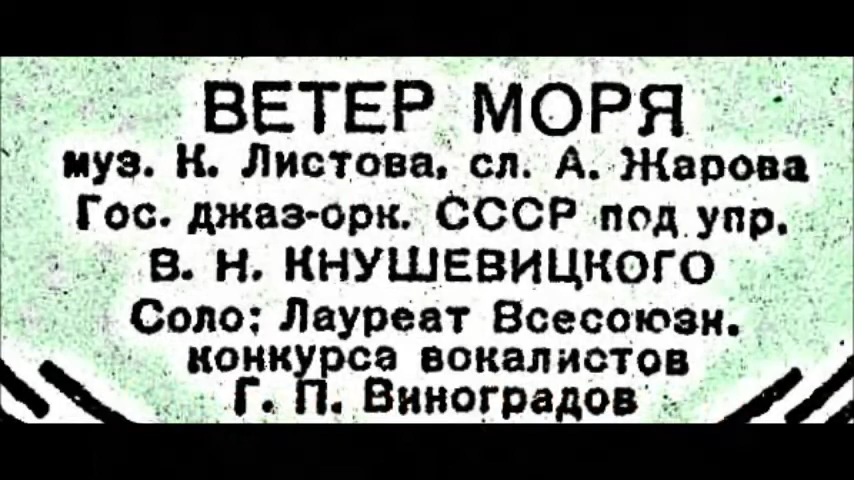 ВЕТЕР МОРЯ
муз. К. Листова, сл. А. Жарова
Гос. джаз-орк. СССР под упр.
В. Н. КНУШЕВИЦКОГО
Соло: Лауреат Всесоюзн.
конкурса вокалистов
Г. П. Виноградов